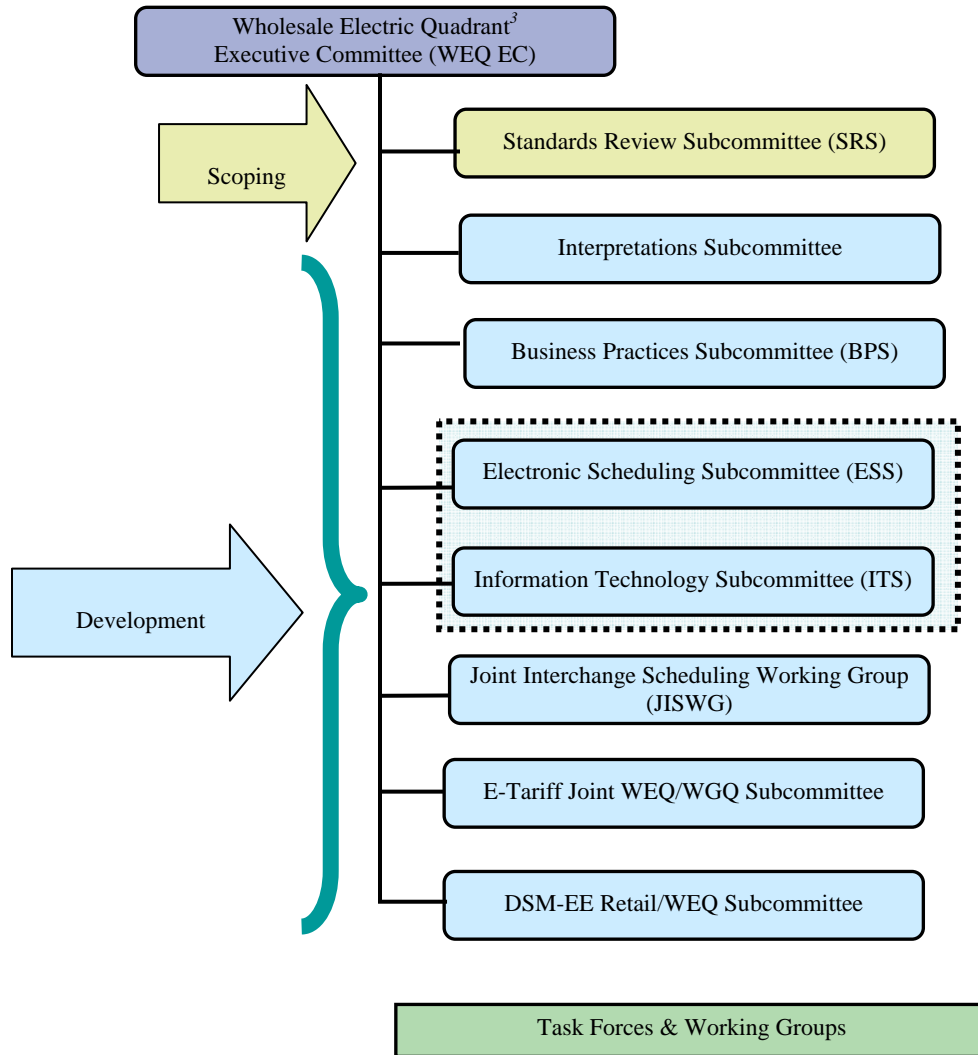 Wholesale Electric Quadrant³
Executive Committee (WEQ EC)
Standards Review Subcommittee (SRS)
Scoping
Interpretations Subcommittee
Business Practices Subcommittee (BPS)
Electronic Scheduling Subcommittee (ESS)
Information Technology Subcommittee (ITS)
Development
Joint Interchange Scheduling Working Group
(JISWG)
E-Tariff Joint WEQ/WGQ Subcommittee
DSM-EE Retail/WEQ Subcommittee
Task Forces & Working Groups